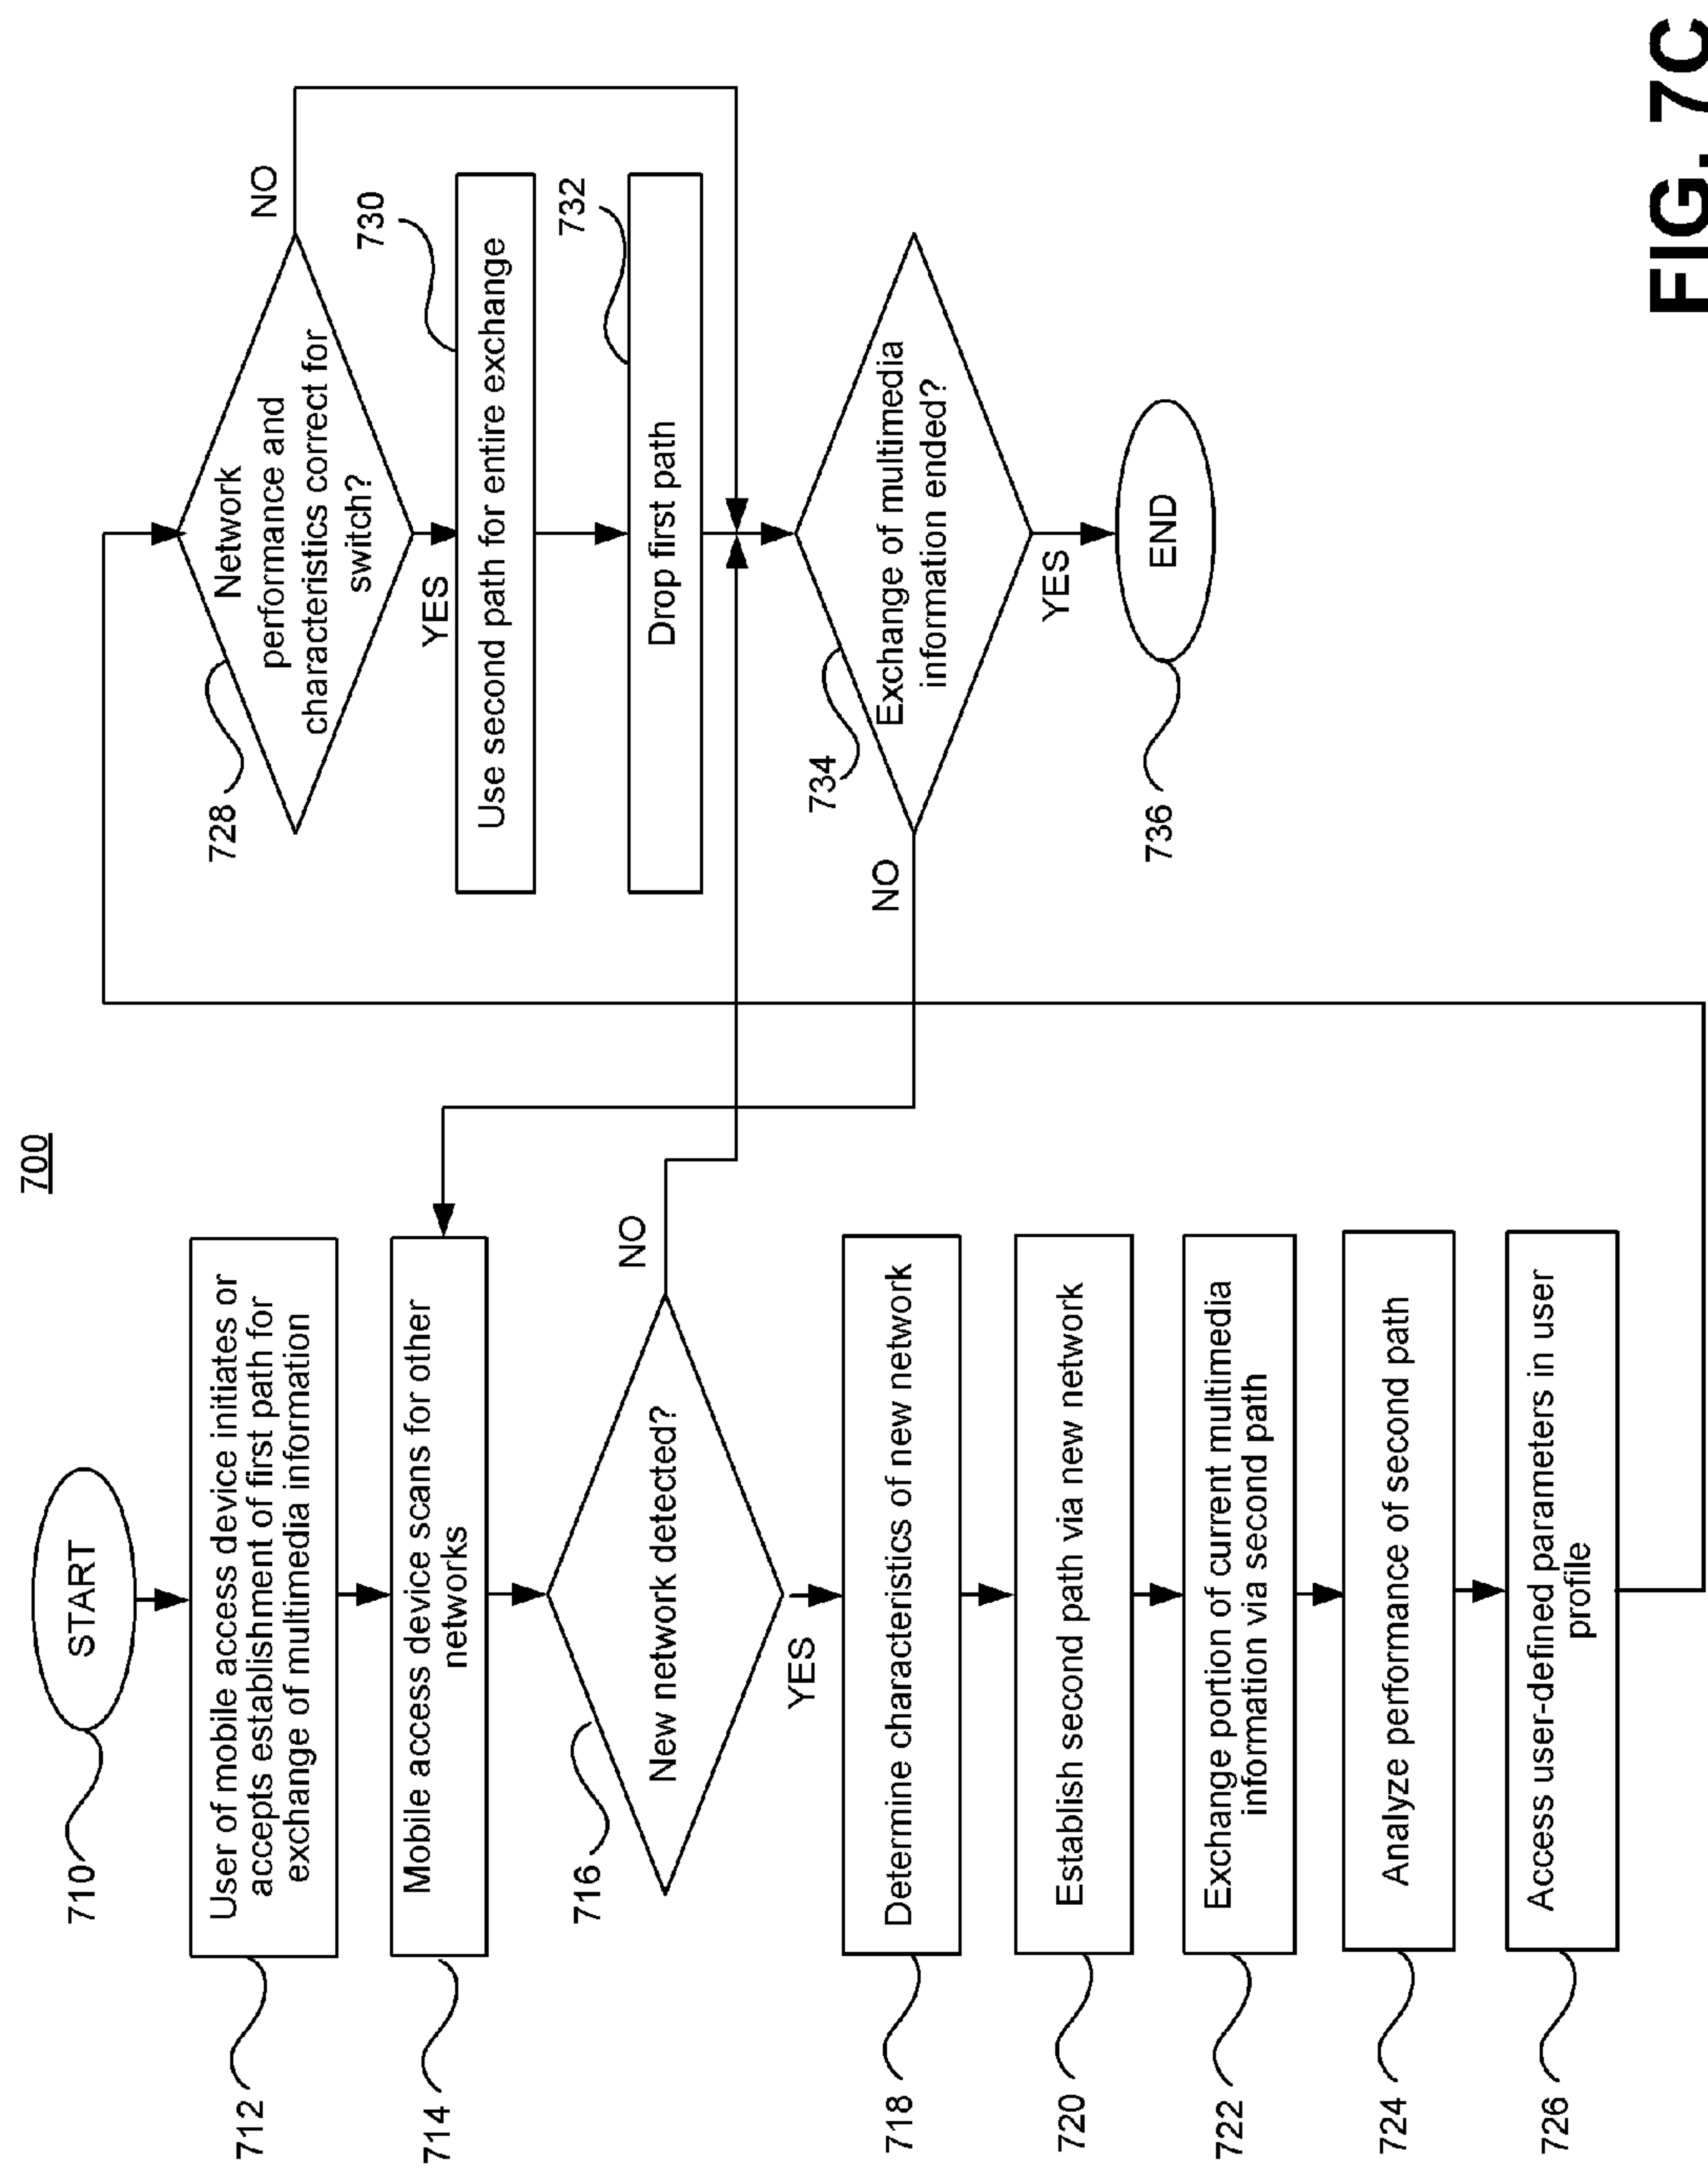 700
START
710
User of mobile access device initiates or
accepts establishment of first path for
exchange of multimedia information
712
Mobile access device scans for other
networks
714
New network detected?
716
NO
YES
Determine characteristics of new network
718
Establish second path via new network
720
Exchange portion of current multimedia
information via second path
722
Analyze performance of second path
724
Access user-defined parameters in user
profile
726
Network
performance and
characteristics correct for
switch?
728
NO
YES
730
Use second path for entire exchange
732
Drop first path
Exchange of multimedia
information ended?
734
NO
YES
END
736
FIG. 7C